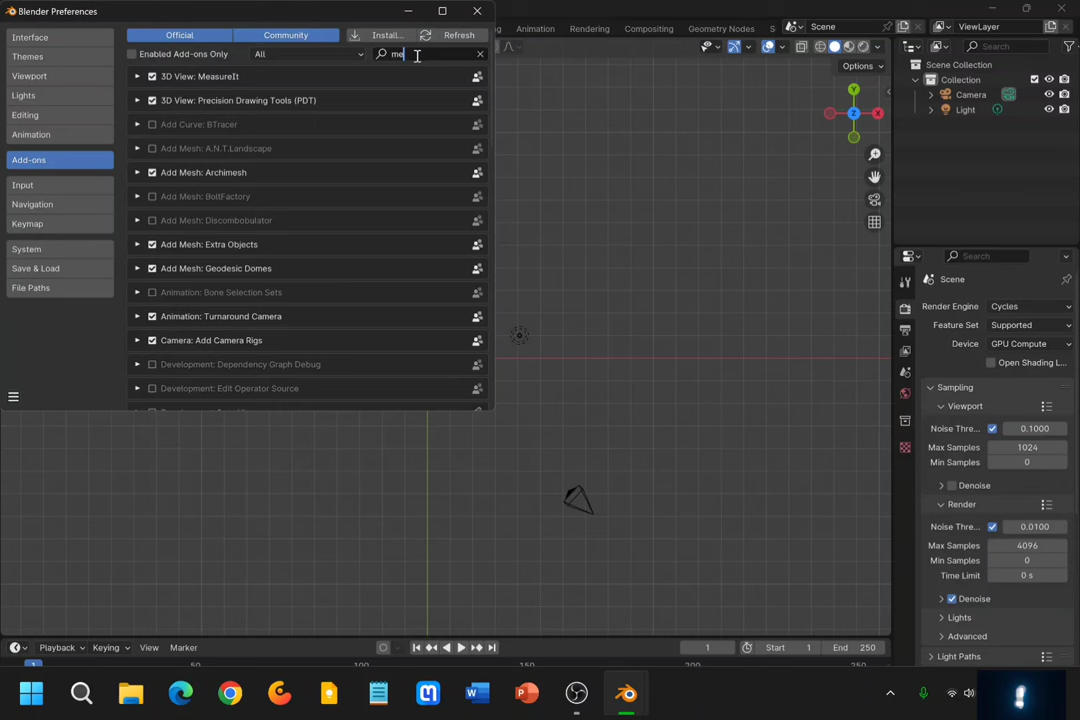 Blender Preferences
Interface
Themes
Viewport
Lights
Editing
Animation
Add-ons
Input
Navigation
Keymap
System
Save & Load
File Paths
Official
Community
Install...
Refresh
Enabled Add-ons Only
All
me
3D View: MeasureIt
3D View: Precision Drawing Tools (PDT)
Add Curve: BTracer
Add Mesh: A.N.T.Landscape
Add Mesh: Archimesh
Add Mesh: BoltFactory
Add Mesh: Discombobulator
Add Mesh: Extra Objects
Add Mesh: Geodesic Domes
Animation: Bone Selection Sets
Animation: Turnaround Camera
Camera: Add Camera Rigs
Development: Dependency Graph Debug
Development: Edit Operator Source
Animation
Rendering
Compositing
Geometry Nodes
Scene
ViewLayer
Options
Y
X
Z
Search
Scene Collection
Collection
Camera
Light
Search
Scene
Render Engine
Cycles
Feature Set
Supported
Device
GPU Compute
Open Shading L...
Sampling
Viewport
Noise Thre...
0.1000
Max Samples
1024
Min Samples
0
Denoise
Render
Noise Thre...
0.0100
Max Samples
4096
Min Samples
0
Time Limit
0 s
Denoise
Lights
Advanced
Light Paths
Playback
Keying
View
Marker
1
Start
1
End
250
1
50
100
150
200
250